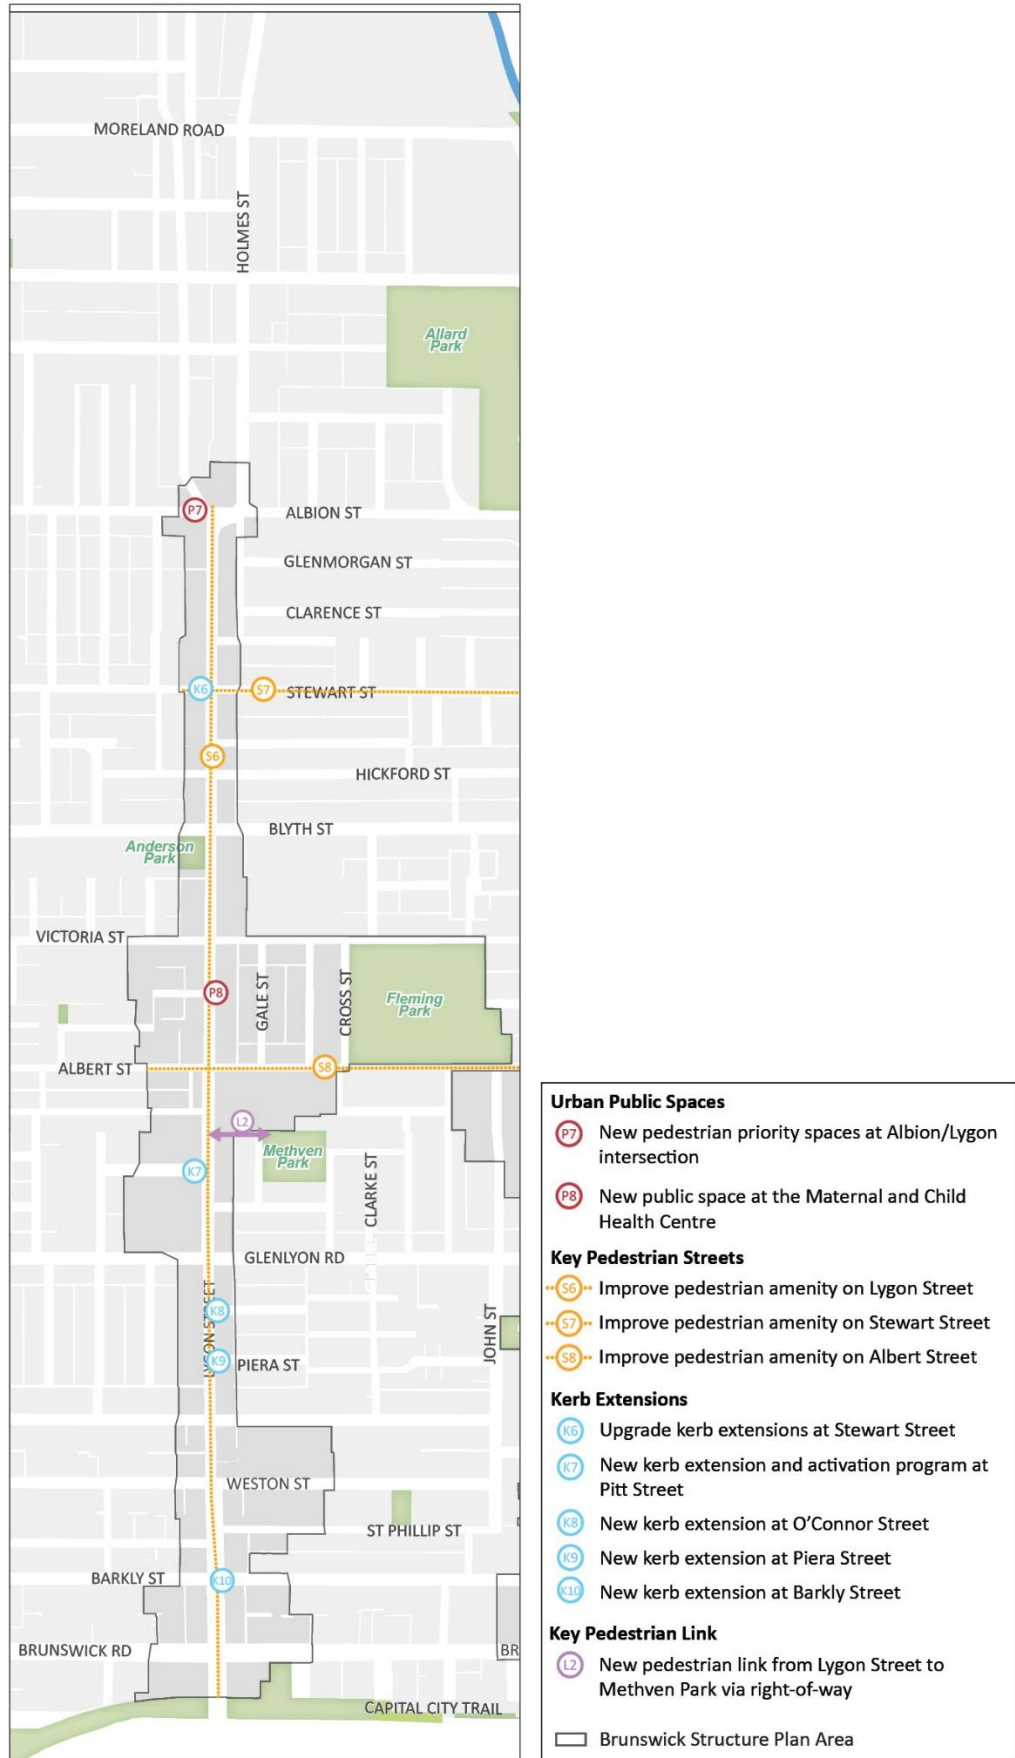 MORELAND ROAD
HOLMES ST
Allard
Park
P7
ALBION ST
GLENMORGAN ST
CLARENCE ST
K6
S7
STEWART ST
S6
HICKFORD ST
BLYTH ST
Anderson
Park
VICTORIA ST
P8
GALE ST
CROSS ST
Fleming
Park
ALBERT ST
S8
L2
Methven
Park
K7
CLARKE ST
GLENLYON RD
LYGON STREET
K8
JOHN ST
K9
PIERA ST
WESTON ST
ST PHILLIP ST
BARKLY ST
K10
BRUNSWICK RD
BR
CAPITAL CITY TRAIL
Urban Public Spaces
P7 New pedestrian priority spaces at Albion/Lygon
intersection
P8 New public space at the Maternal and Child
Health Centre
Key Pedestrian Streets
S6 Improve pedestrian amenity on Lygon Street
S7 Improve pedestrian amenity on Stewart Street
S8 Improve pedestrian amenity on Albert Street
Kerb Extensions
K6 Upgrade kerb extensions at Stewart Street
K7 New kerb extension and activation program at
Pitt Street
K8 New kerb extension at O'Connor Street
K9 New kerb extension at Piera Street
K10 New kerb extension at Barkly Street
Key Pedestrian Link
L2 New pedestrian link from Lygon Street to
Methven Park via right-of-way
Brunswick Structure Plan Area